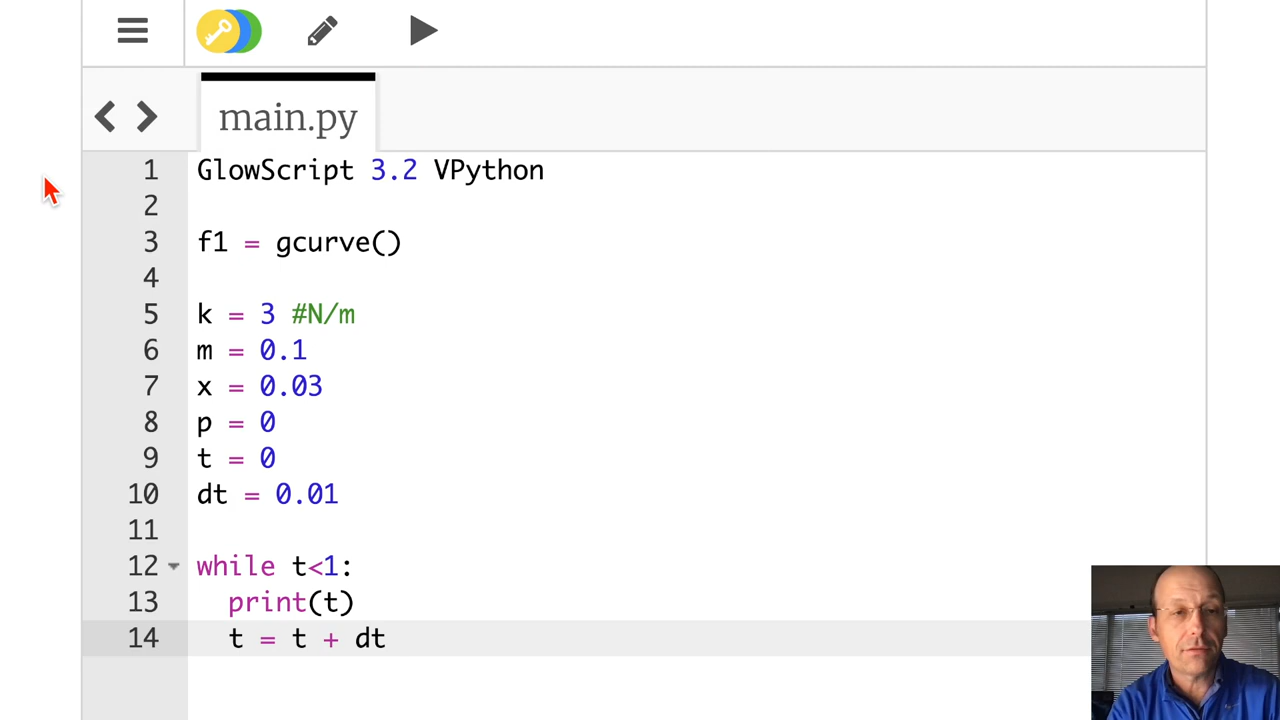 main.py
1 GlowScript 3.2 VPython
2
3 f1 = gcurve()
4
5 k = 3 #N/m
6 m = 0.1
7 x = 0.03
8 p = 0
9 t = 0
10 dt = 0.01
11
12 while t<1:
13   print(t)
14   t = t + dt